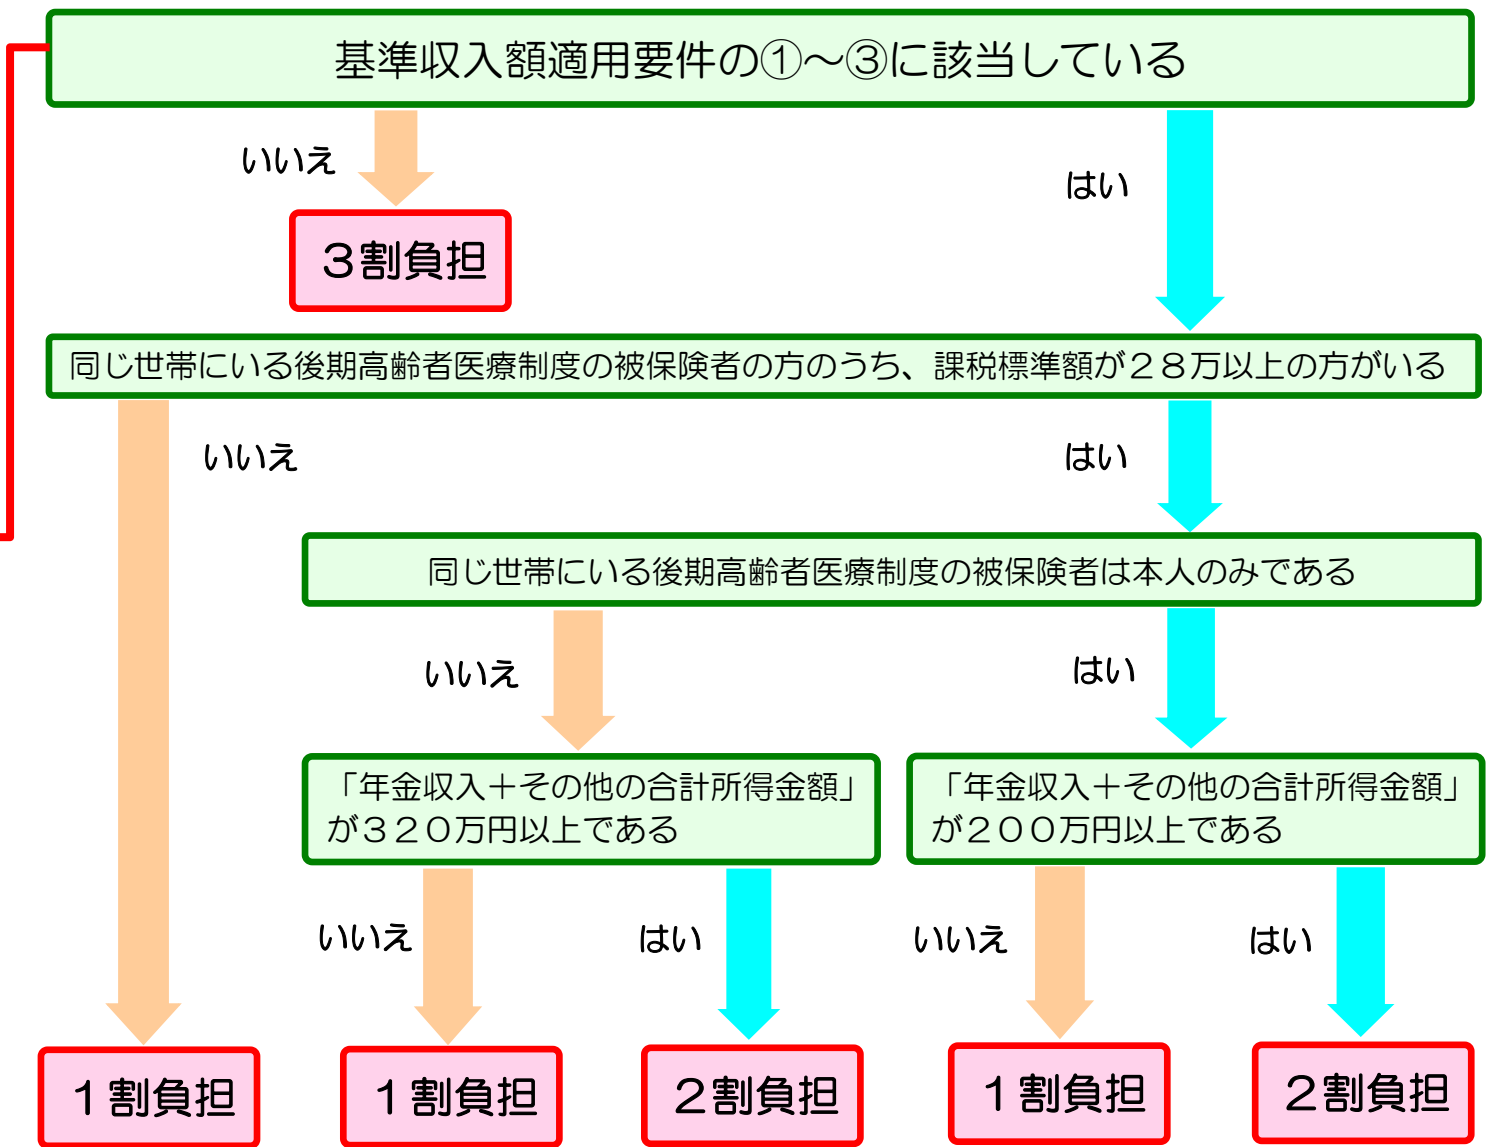 基準収入額適用要件の①～③に該当している
いいえ
はい
３割負担
同じ世帯にいる後期高齢者医療制度の被保険者の方のうち、課税標準額が２８万以上の方がいる
いいえ
はい
同じ世帯にいる後期高齢者医療制度の被保険者は本人のみである
いいえ
はい
「年金収入＋その他の合計所得金額」
が３２０万円以上である
「年金収入＋その他の合計所得金額」
が２００万円以上である
いいえ
はい
いいえ
はい
１割負担
１割負担
２割負担
１割負担
２割負担